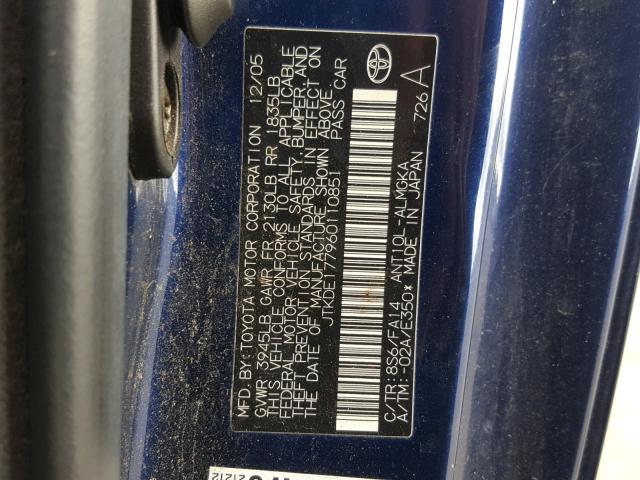 MFD. BY: TOYOTA MOTOR CORPORATION 12/05
GVWR 3945LB GAWR FR 2130LB RR 1835LB
THIS VEHICLE CONFORMS TO ALL APPLICABLE
FEDERAL MOTOR VEHICLE SAFETY, BUMPER, AND
THEFT PREVENTION STANDARDS IN EFFECT ON
THE DATE OF MANUFACTURE SHOWN ABOVE.
JTKDE177960110851 PASS CAR
C/TR: 8S6/FA14 ANTTOL-ALMGKA 726A
A/TM: -02A/E350* MADE IN JAPAN
21212